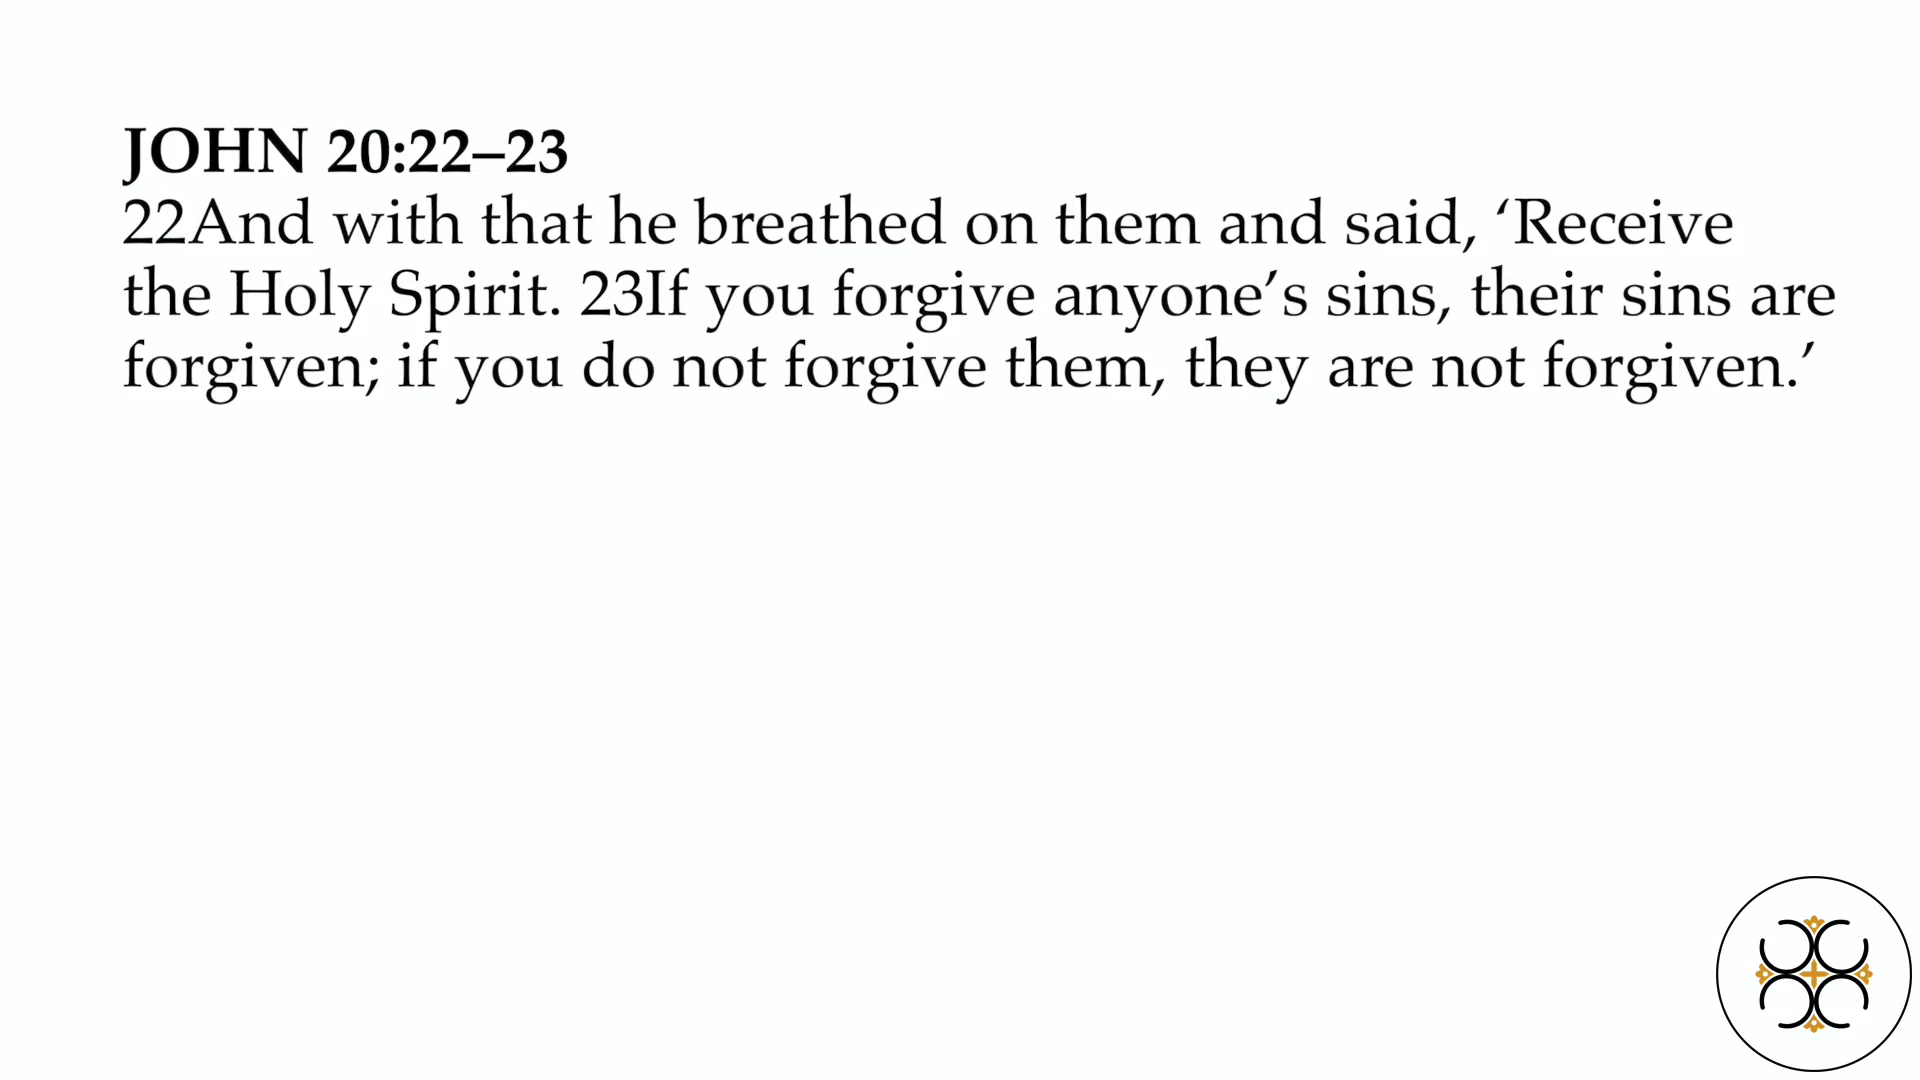 JOHN 20:22–23
22And with that he breathed on them and said, ‘Receive
the Holy Spirit. 23If you forgive anyone’s sins, their sins are
forgiven; if you do not forgive them, they are not forgiven.’